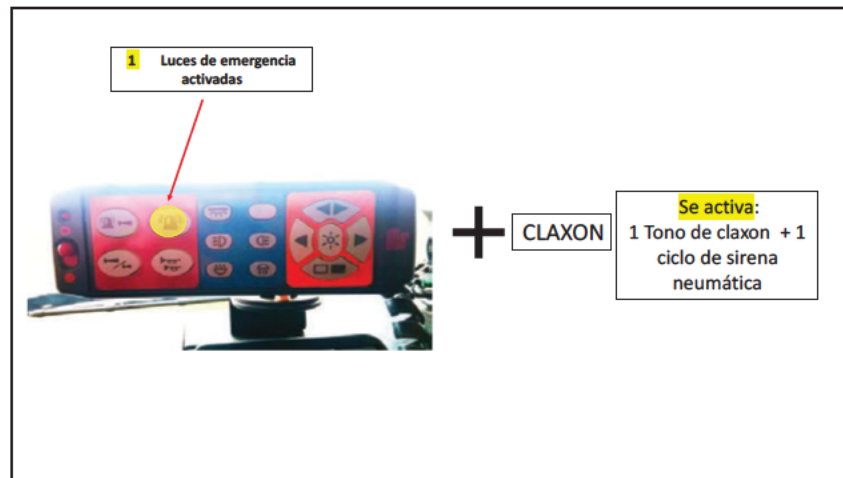 1 Luces de emergencia
activadas
CLAXON
Se activa:
1 Tono de claxon + 1
ciclo de sirena
neumática